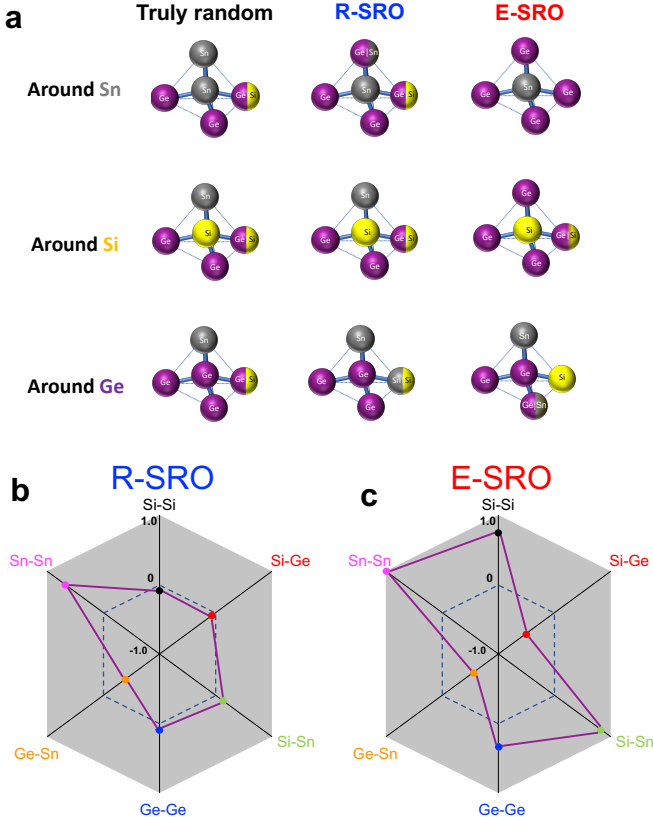 a
Truly random R-SRO E-SRO
Around Sn
Sn Sn Ge Ge Si Ge
Ge|Sn Sn Ge Ge Si Ge
Ge Sn Ge Ge Ge
Around Si
Sn Si Ge Ge Si Ge
Sn Si Ge Ge Si Ge
Ge Si Ge Ge Si Ge
Around Ge
Sn Ge Ge Ge Si Ge
Sn Ge Ge Sn Si Ge
Sn Ge Ge Si Ge|Sn
b R-SRO
Si-Si
1.0
Sn-Sn
Si-Ge
0
-1.0
Ge-Sn
Si-Sn
Ge-Ge
c E-SRO
Si-Si
1.0
Sn-Sn
Si-Ge
0
-1.0
Ge-Sn
Si-Sn
Ge-Ge